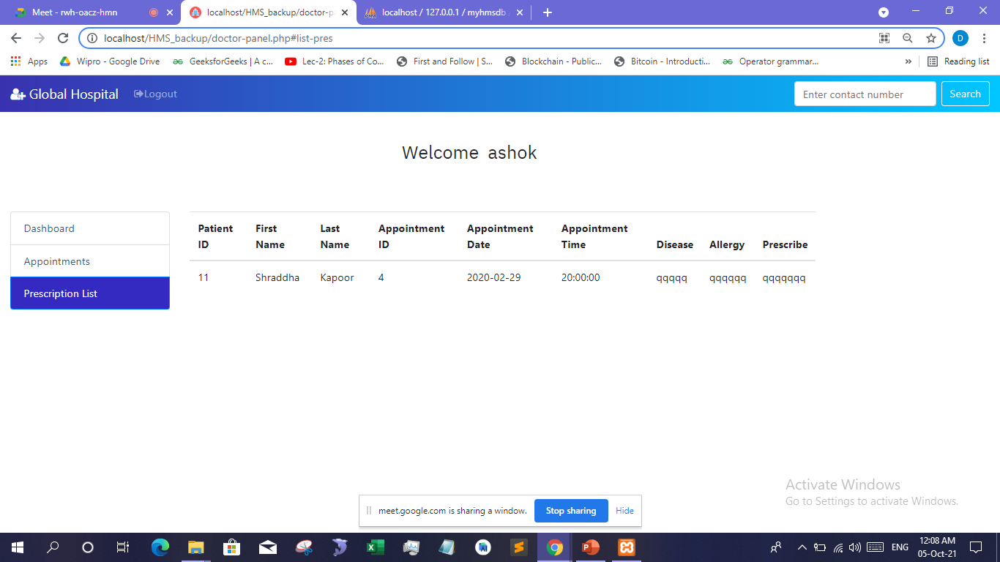 Meet - rwh-oacz-hmn
localhost/HMS_backup/doctor-p
localhost / 127.0.0.1 / myhmsdb
localhost/HMS_backup/doctor-panel.php#list-pres
D
Apps
Wipro - Google Drive
GeeksforGeeks | A c...
Lec-2: Phases of Co...
First and Follow | S...
Blockchain - Public...
Bitcoin - Introducti...
Operator grammar...
»
Reading list
Global Hospital
Logout
Enter contact number
Search
Welcome ashok
Dashboard
Appointments
Prescription List
Patient ID First Name Last Name Appointment ID Appointment Date Appointment Time Disease Allergy Prescribe
11 Shraddha Kapoor 4 2020-02-29 20:00:00 qqqqq qqqqqq qqqqqqq
Activate Windows
Go to Settings to activate Windows.
meet.google.com is sharing a window.
Stop sharing
Hide
ENG
12:08 AM
05-Oct-21